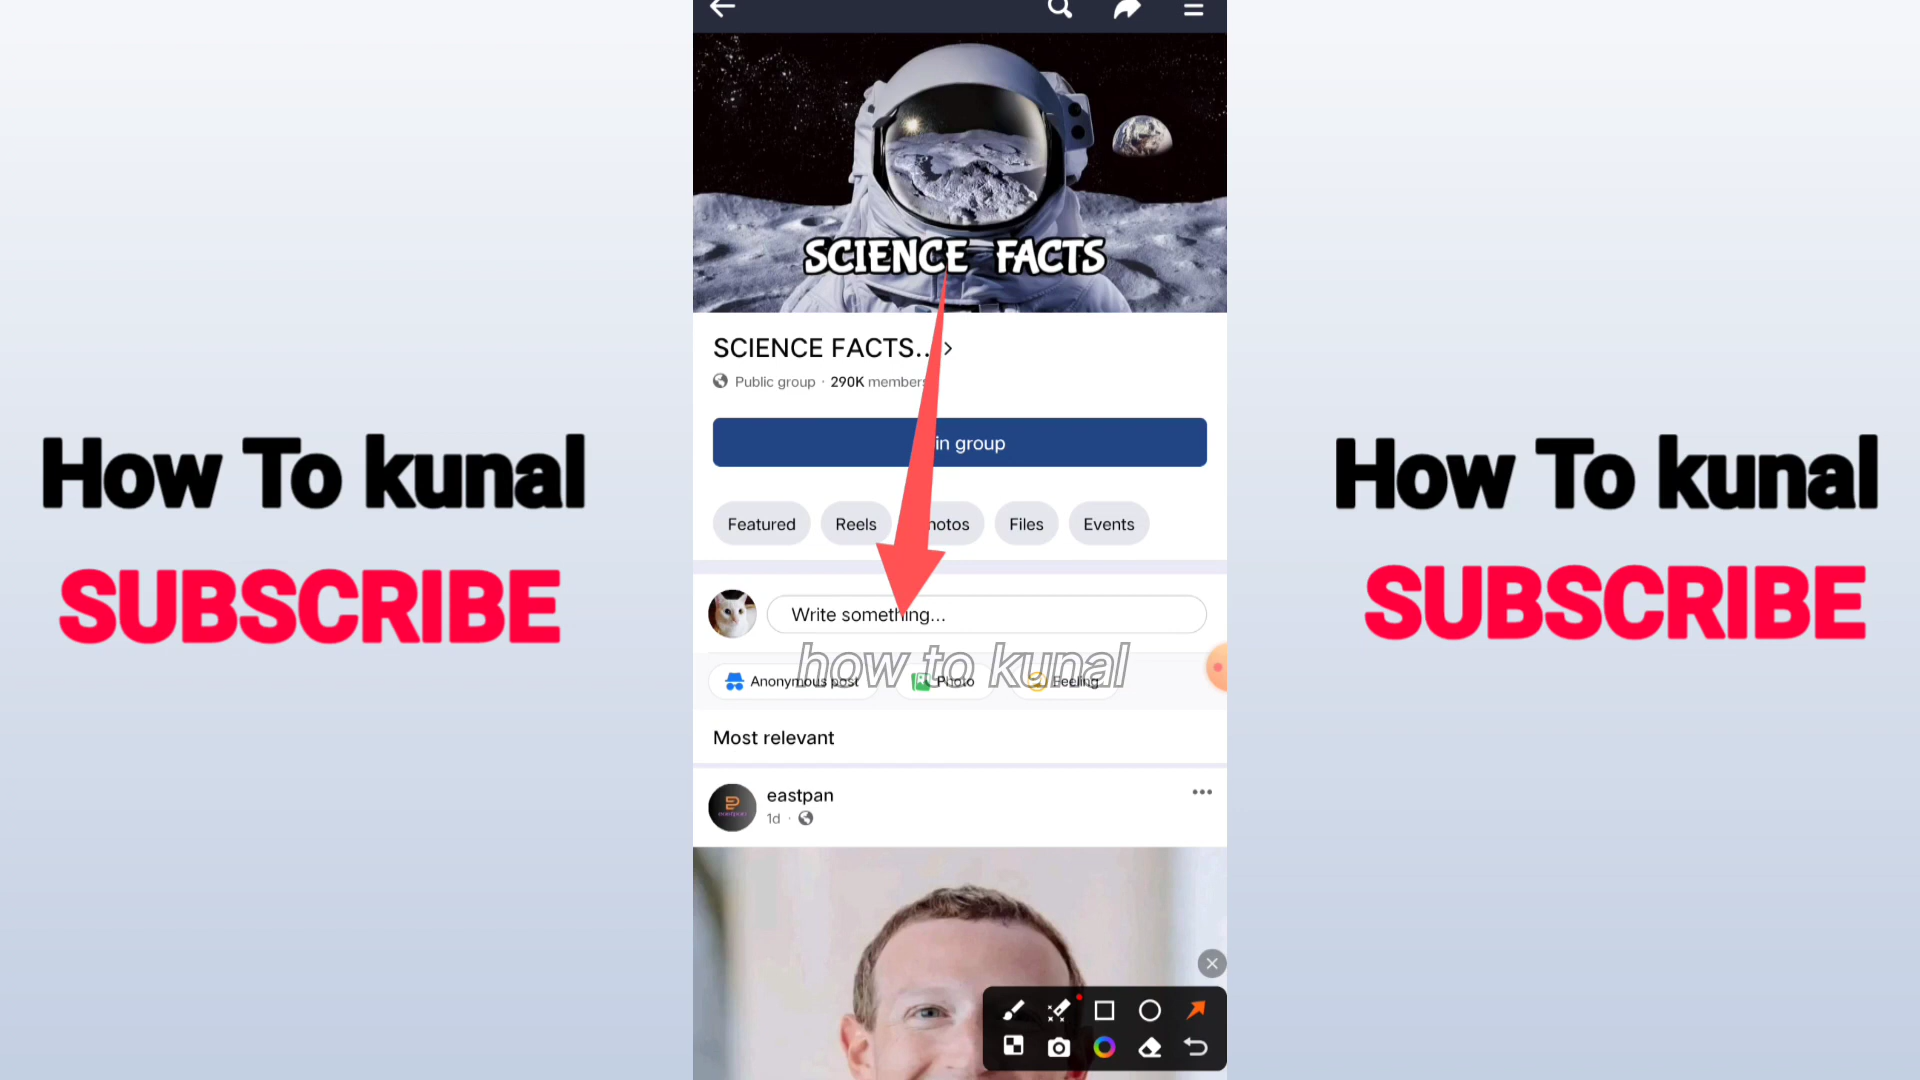 SCIENCE FACTS
SCIENCE FACTS.. >
Public group · 290K members
in group
Featured
Reels
hotos
Files
Events
Write something...
how to kunal
Anonymous post
Photo
Feeling
Most relevant
eastpan
1d ·
How To kunal
SUBSCRIBE
How To kunal
SUBSCRIBE